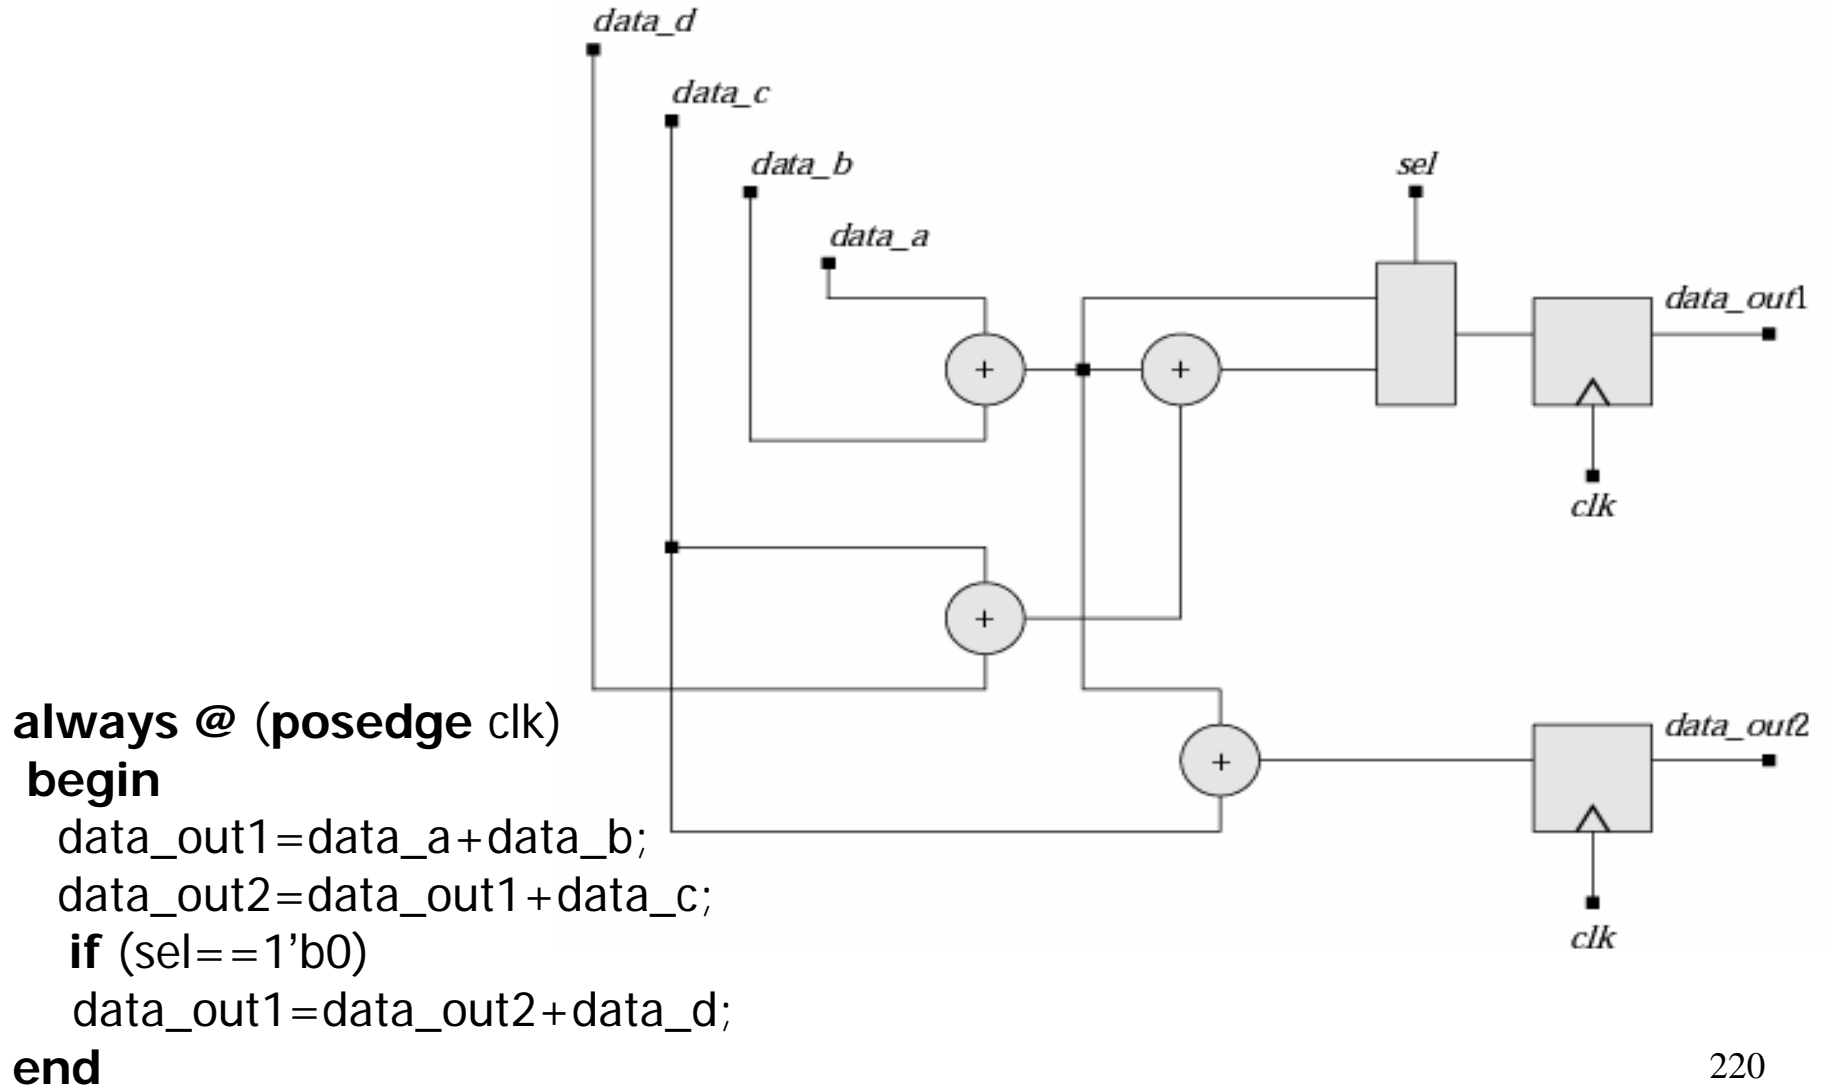 data_d
data_c
data_b
sel
data_a
data_out1
+ +
clk
+
always @ (posedge clk)
data_out2
begin
+
data_out1=data_a+data_b;
data_out2=data_out1+data_c;
clk
if (sel==1’b0)
data_out1=data_out2+data_d;
end
220